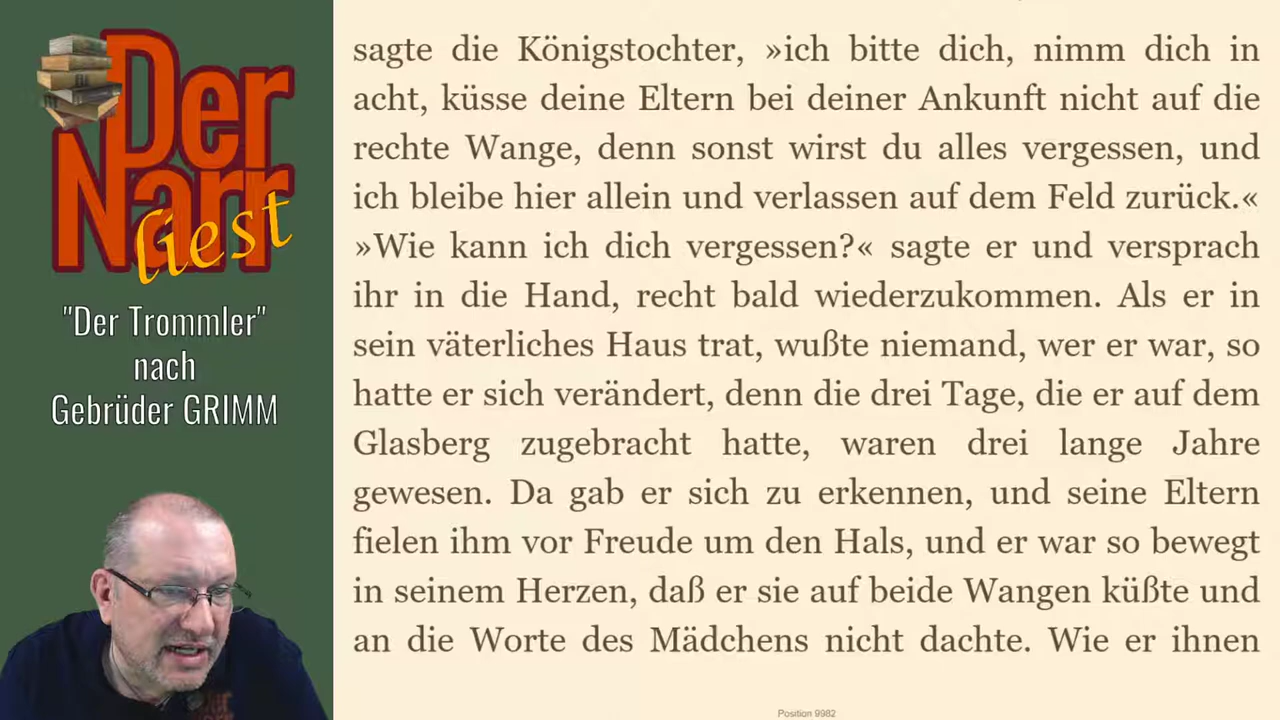 Der
Narr
liest
"Der Trommler"
nach
Gebrüder GRIMM
sagte die Königstochter, »ich bitte dich, nimm dich in
acht, küsse deine Eltern bei deiner Ankunft nicht auf die
rechte Wange, denn sonst wirst du alles vergessen, und
ich bleibe hier allein und verlassen auf dem Feld zurück.«
»Wie kann ich dich vergessen?« sagte er und versprach
ihr in die Hand, recht bald wiederzukommen. Als er in
sein väterliches Haus trat, wußte niemand, wer er war, so
hatte er sich verändert, denn die drei Tage, die er auf dem
Glasberg zugebracht hatte, waren drei lange Jahre
gewesen. Da gab er sich zu erkennen, und seine Eltern
fielen ihm vor Freude um den Hals, und er war so bewegt
in seinem Herzen, daß er sie auf beide Wangen küßte und
an die Worte des Mädchens nicht dachte. Wie er ihnen
Position 9982